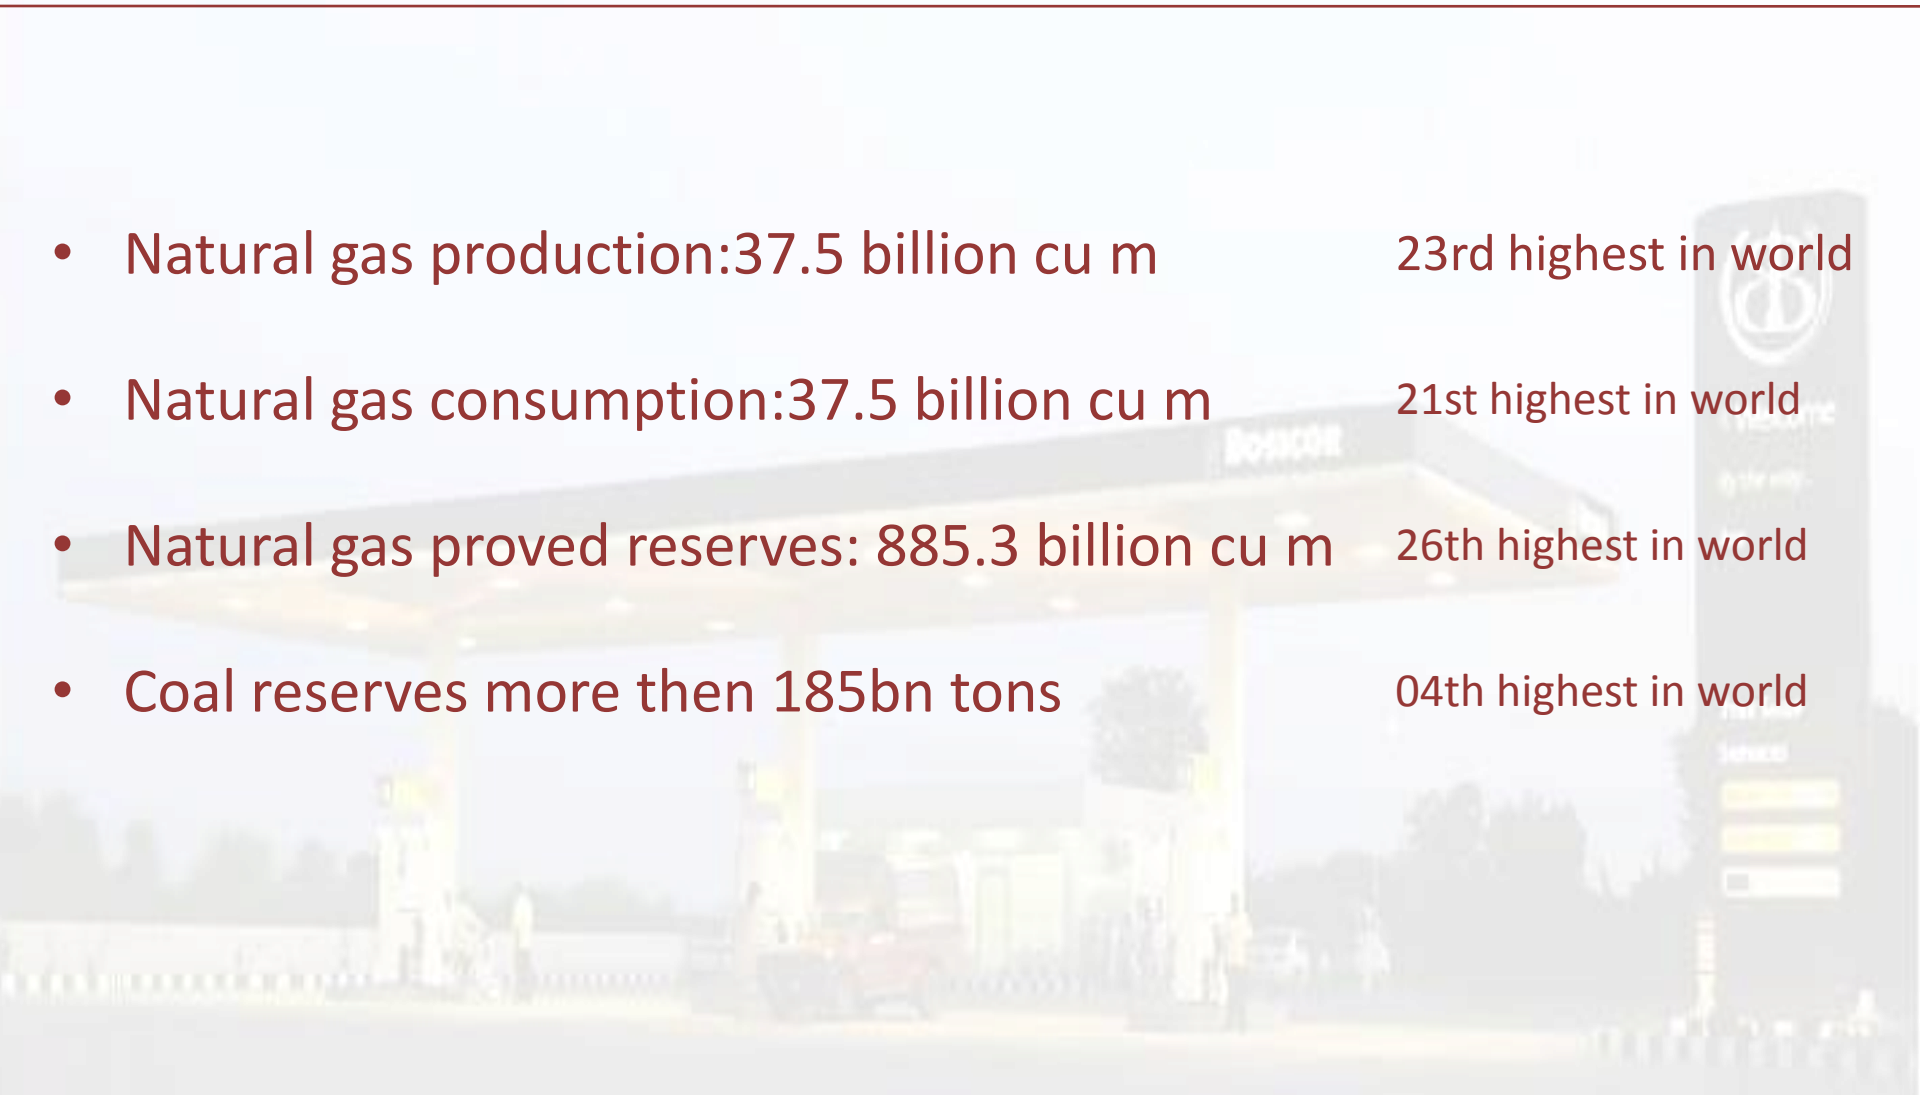 • Natural gas production:37.5 billion cu m 23rd highest in world
• Natural gas consumption:37.5 billion cu m 21st highest in world
• Natural gas proved reserves: 885.3 billion cu m 26th highest in world
• Coal reserves more then 185bn tons 04th highest in world